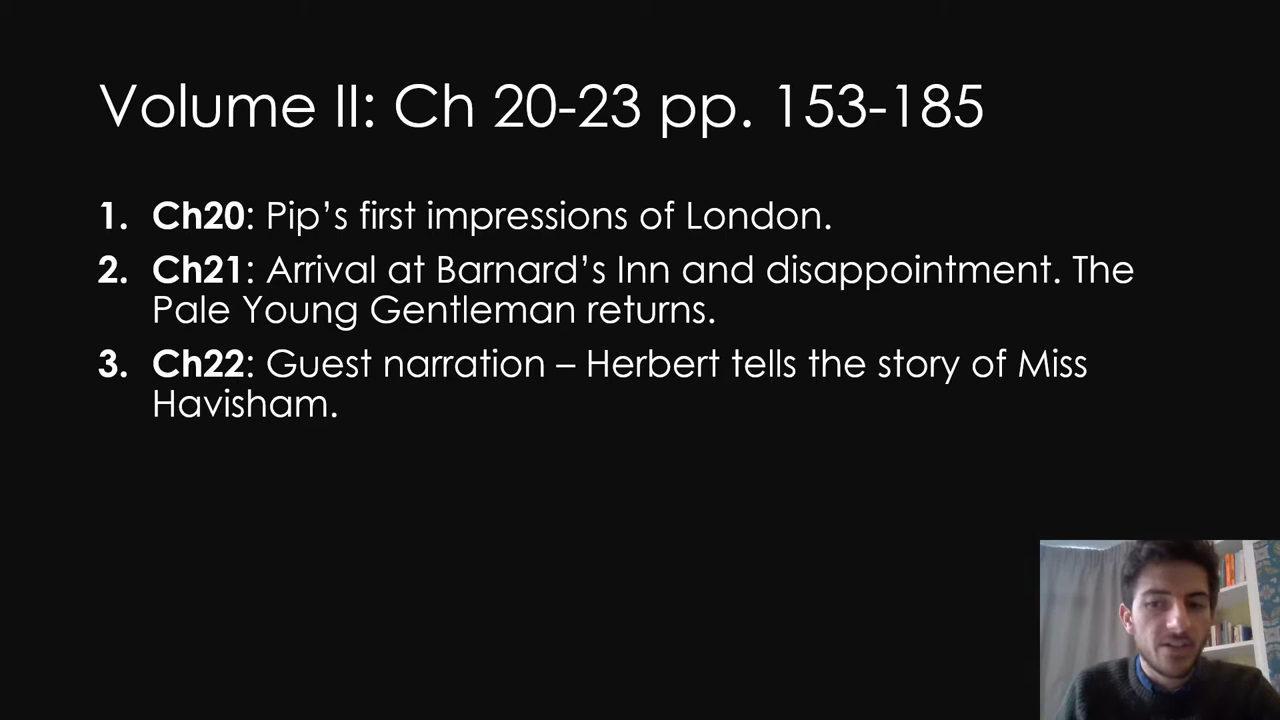 Volume II: Ch 20-23 pp. 153-185
1. Ch20: Pip’s first impressions of London.
2. Ch21: Arrival at Barnard’s Inn and disappointment. The
Pale Young Gentleman returns.
3. Ch22: Guest narration – Herbert tells the story of Miss
Havisham.